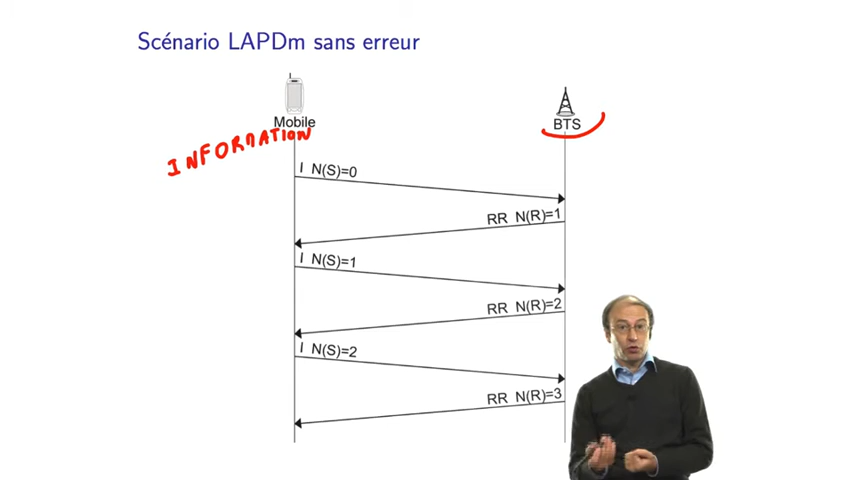 Scénario LAPDm sans erreur
Mobile
BTS
INFORMATION
I N(S)=0
RR N(R)=1
I N(S)=1
RR N(R)=2
I N(S)=2
RR N(R)=3